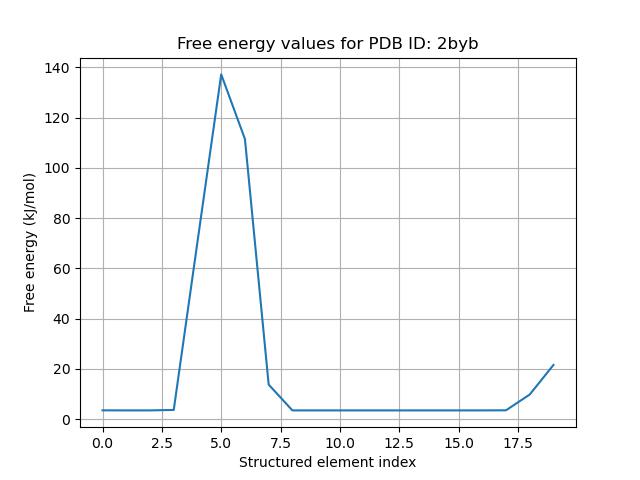 Free energy values for PDB ID: 2byb
140
120
100
80
60
40
20
0
Free energy (kJ/mol)
0.0 2.5 5.0 7.5 10.0 12.5 15.0 17.5
Structured element index